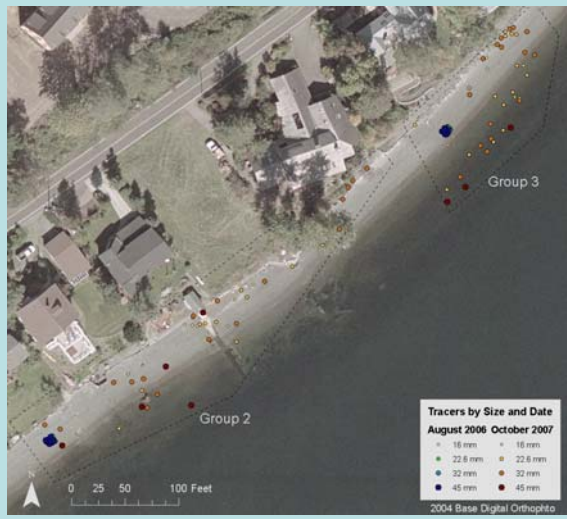 Group 3
Group 2
N
0 25 50 100 Feet
Tracers by Size and Date
August 2006 October 2007
16 mm 16 mm
22.6 mm 22.6 mm
32 mm 32 mm
45 mm 45 mm
2004 Base Digital Orthophto